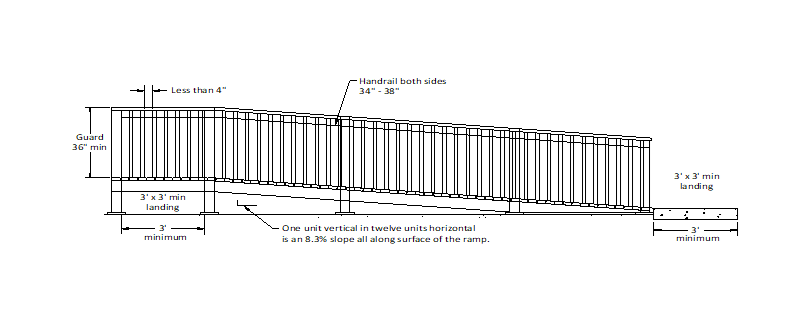 Handrail both sides
34" - 38"
Less than 4"
Guard
36" min
3' x 3' min
landing
3' x 3' min
landing
3'
minimum
One unit vertical in twelve units horizontal
is an 8.3% slope all along surface of the ramp.
3'
minimum